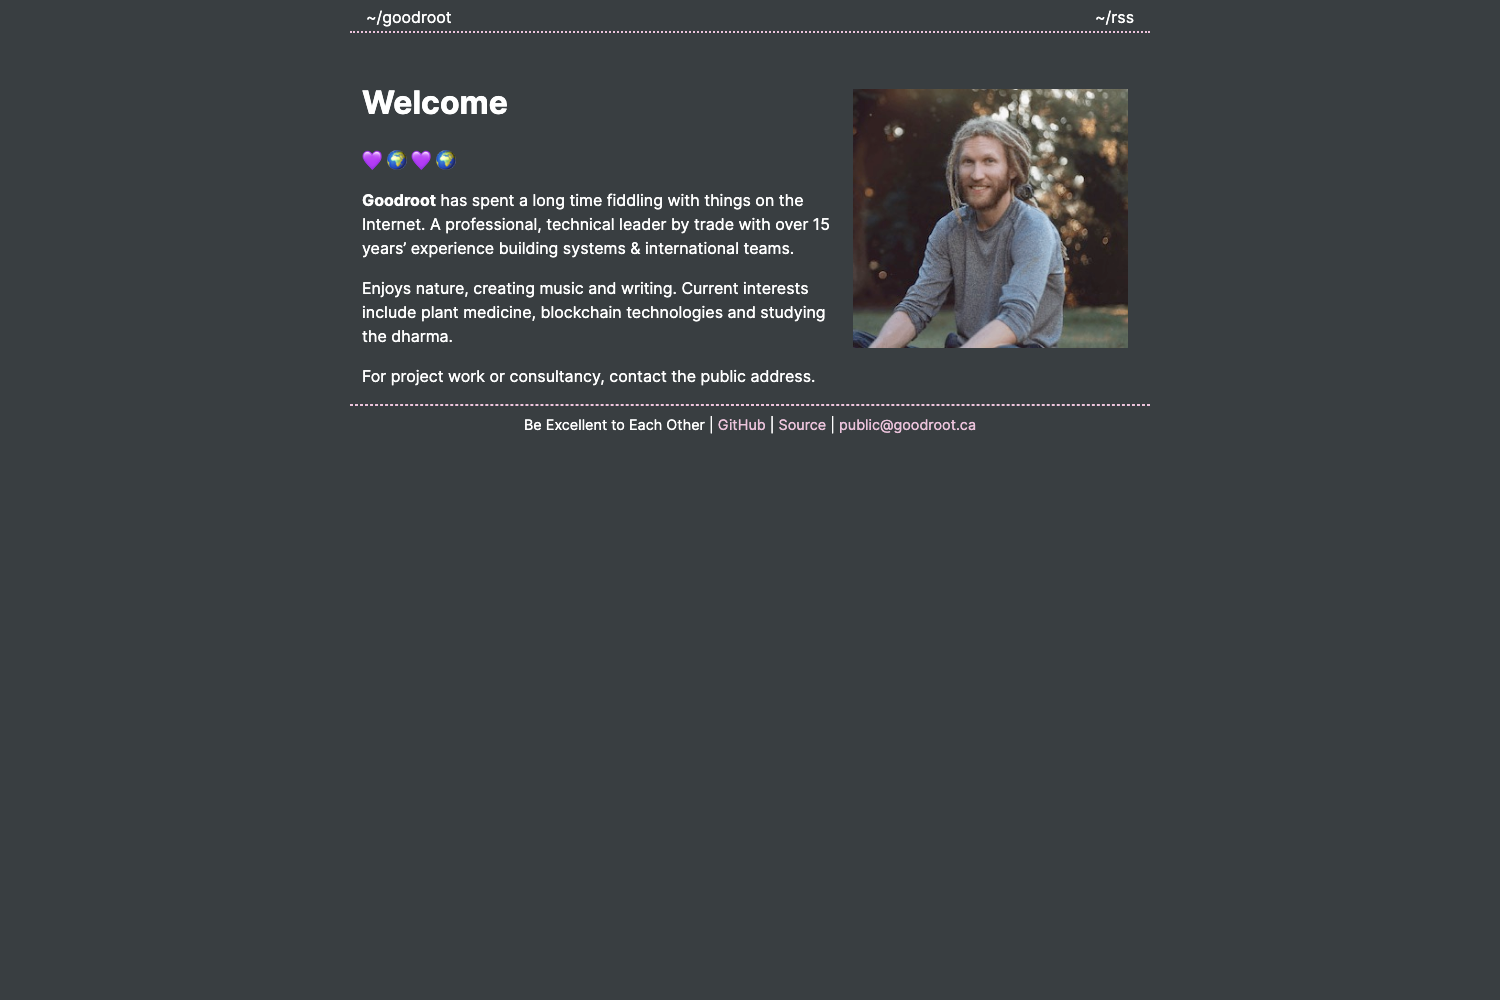 ~/goodroot
~/rss
Welcome
💜🌍💜🌍
Goodroot has spent a long time fiddling with things on the
Internet. A professional, technical leader by trade with over 15
years’ experience building systems & international teams.
Enjoys nature, creating music and writing. Current interests
include plant medicine, blockchain technologies and studying
the dharma.
For project work or consultancy, contact the public address.
Be Excellent to Each Other | GitHub | Source | public@goodroot.ca